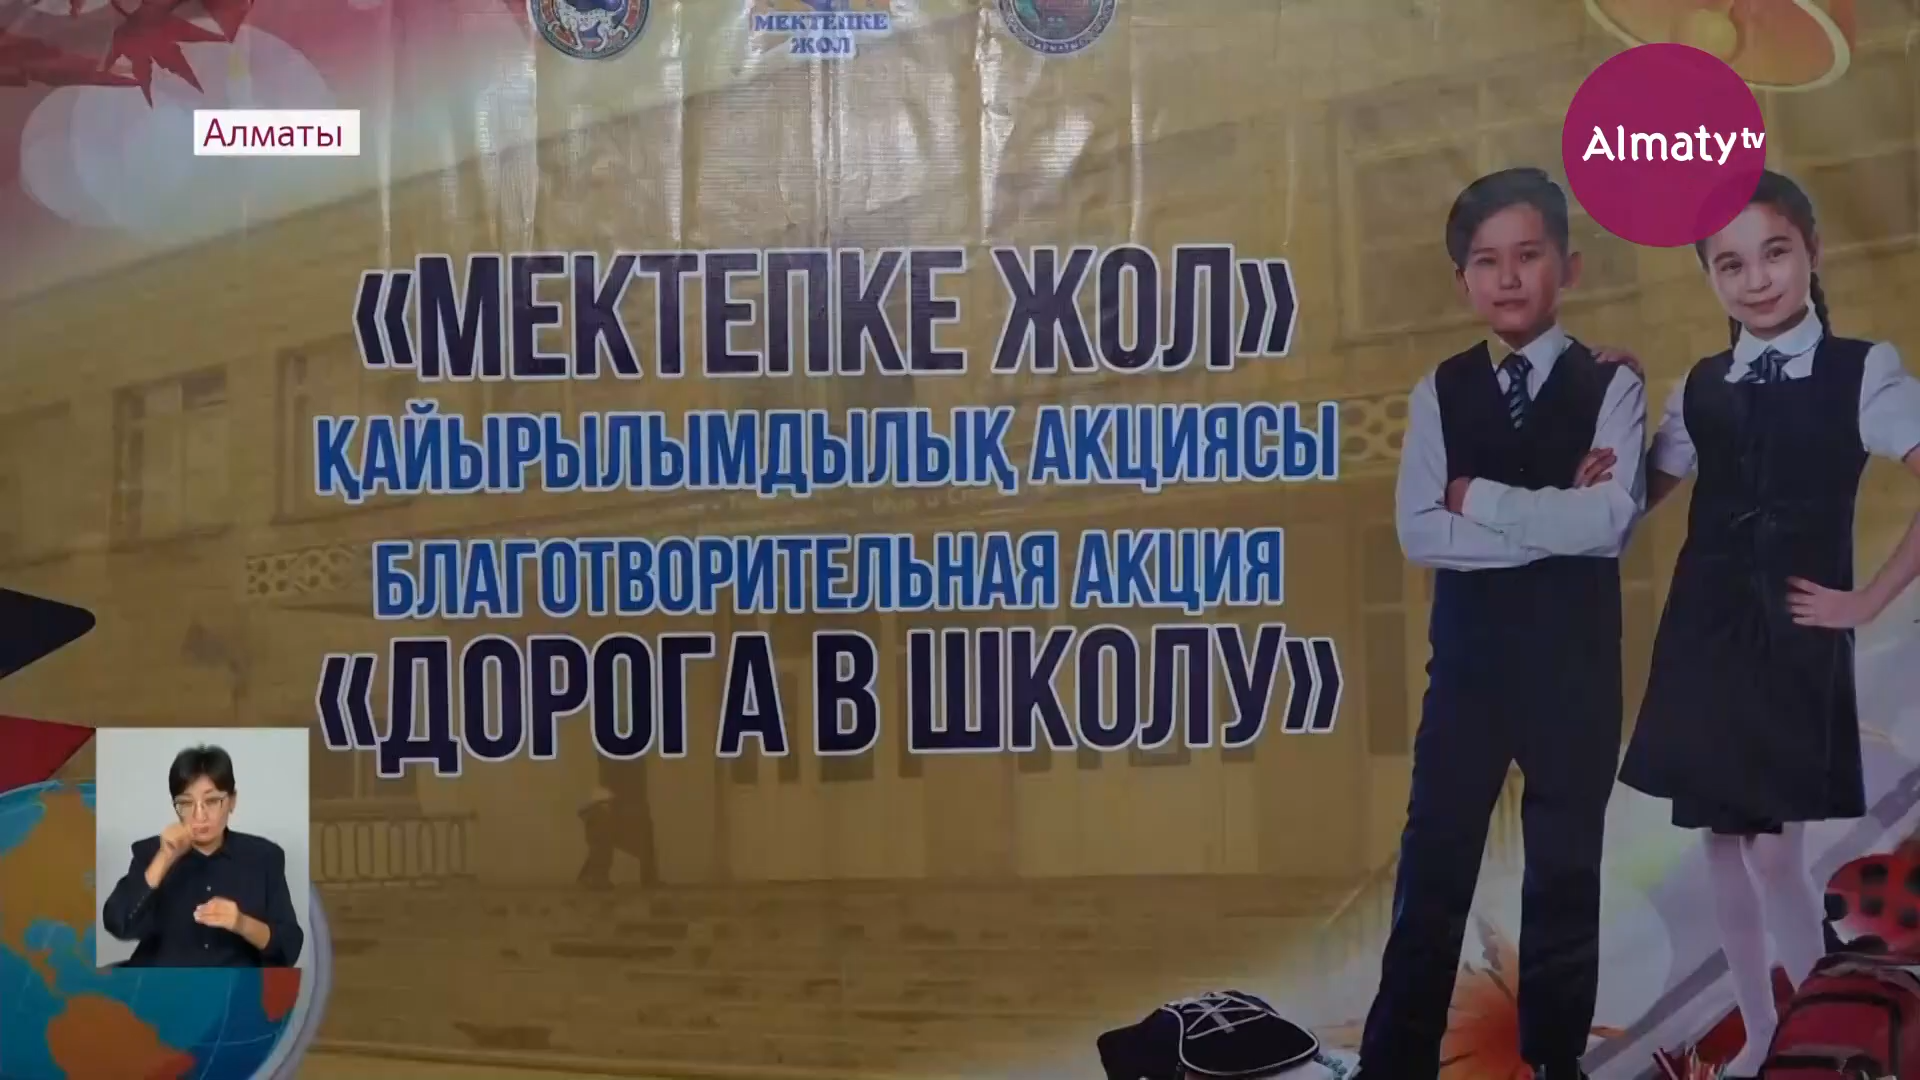 МЕКТЕПКЕ
ЖОЛ
Алматы
Almaty tv
«МЕКТЕПКЕ ЖОЛ»
ҚАЙЫРЫЛЫМДЫЛЫҚ АКЦИЯСЫ
БЛАГОТВОРИТЕЛЬНАЯ АКЦИЯ
«ДОРОГА В ШКОЛУ»